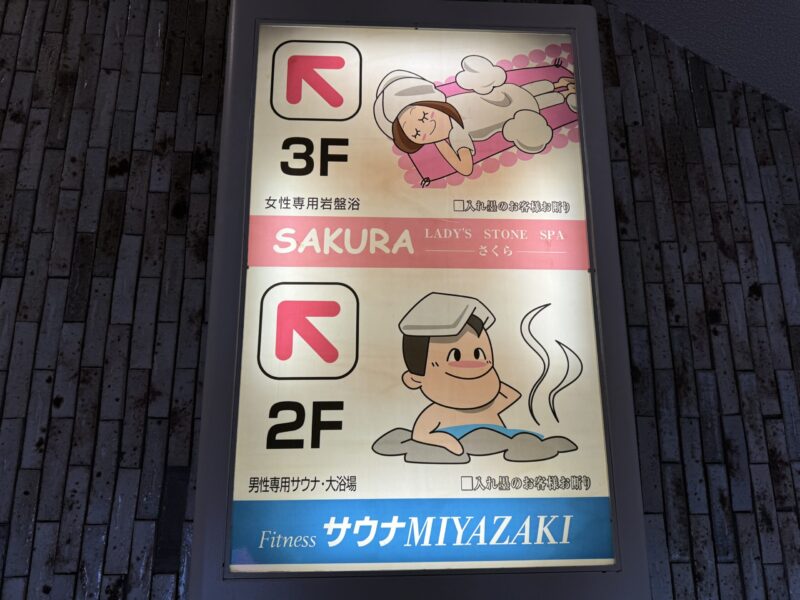 3F
女性専用岩盤浴
■入れ墨のお客様お断り
SAKURA LADY'S STONE SPA
さくら
2F
男性専用サウナ・大浴場
■入れ墨のお客様お断り
Fitness サウナMIYAZAKI